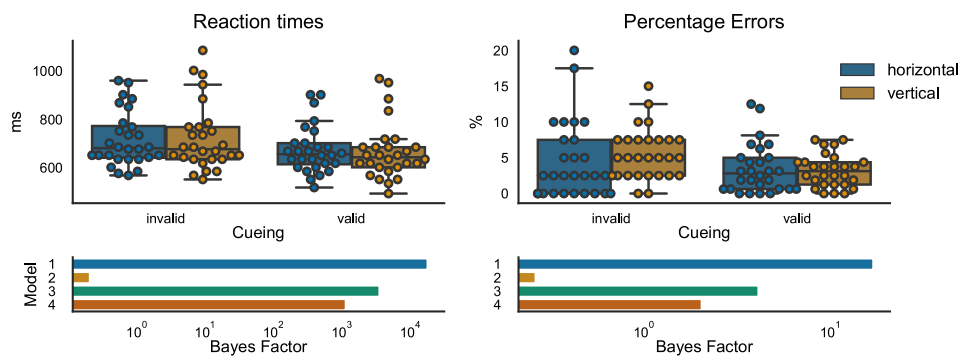 Reaction times
1000
800
600
ms
invalid
valid
Cueing
Percentage Errors
20
15
10
5
0
%
invalid
valid
Cueing
horizontal
vertical
1
2
3
4
Model
10^0
10^1
10^2
10^3
10^4
Bayes Factor
1
2
3
4
10^0
10^1
Bayes Factor